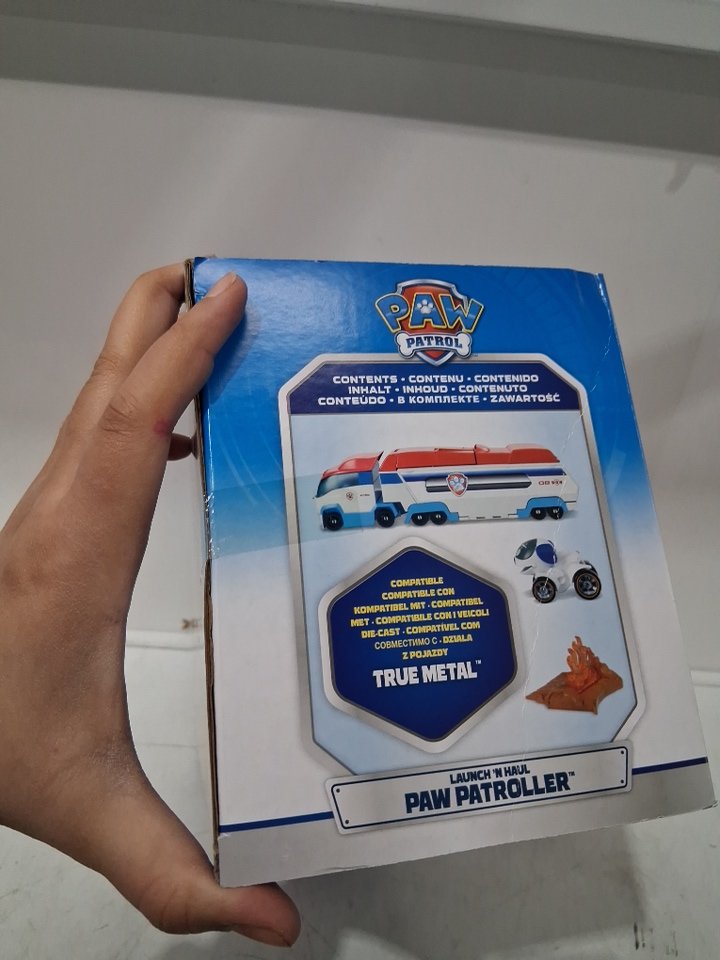 PAW
PATROL
CONTENTS • CONTENU • CONTENIDO
INHALT • INHOUD • CONTENUTO
CONTEÚDO • В КОМПЛЕКТЕ • ZAWARTOŚĆ
COMPATIBLE
COMPATIBLE CON
KOMPATIBEL MIT • COMPATIBEL
MET • COMPATIBILE CON I VEICOLI
DIE-CAST • COMPATÍVEL COM
СОВМЕСТИМО С • DZIAŁA
Z POJAZDY
TRUE METAL™
LAUNCH 'N HAUL
PAW PATROLLER™